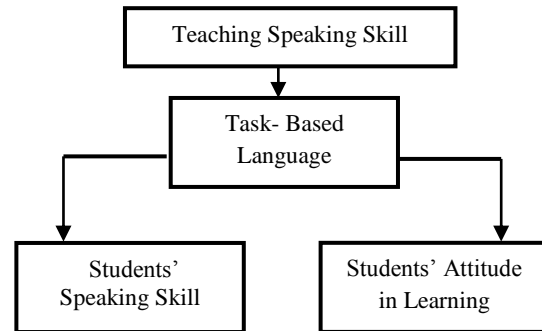 Teaching Speaking Skill
Task- Based
Language
Students’
Speaking Skill
Students’ Attitude
in Learning